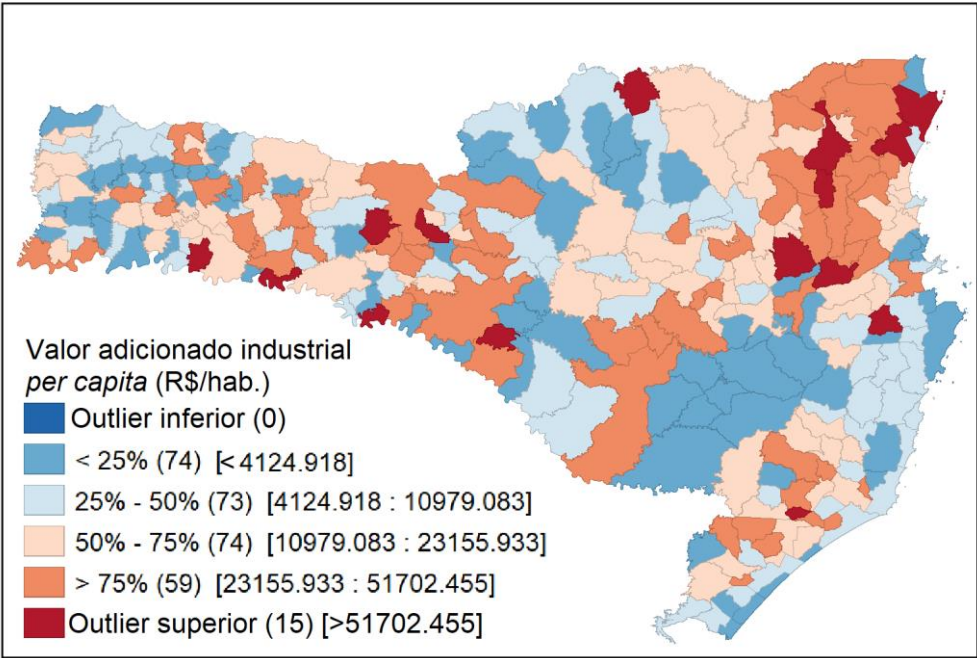 Valor adicionado industrial
per capita (R$/hab.)
Outlier inferior (0)
< 25% (74) [< 4124.918]
25% - 50% (73) [4124.918 : 10979.083]
50% - 75% (74) [10979.083 : 23155.933]
> 75% (59) [23155.933 : 51702.455]
Outlier superior (15) [>51702.455]